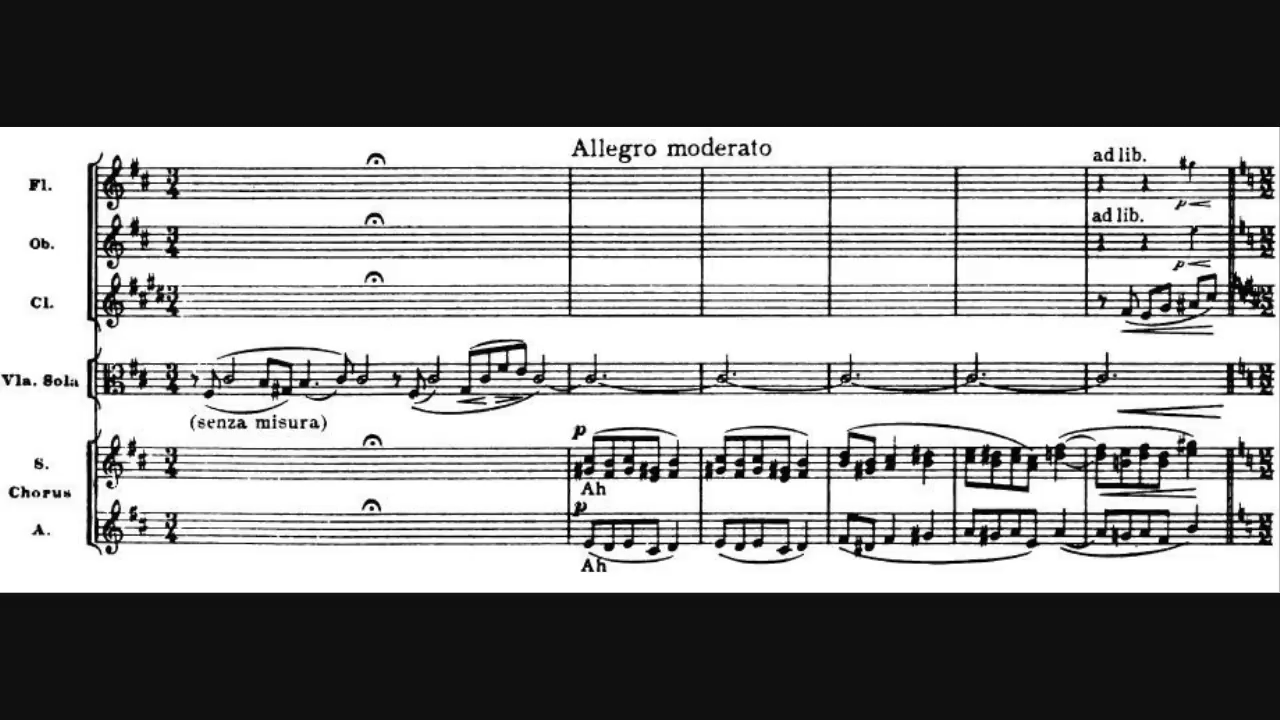 Allegro moderato
Fl.
ad lib.
p
Ob.
ad lib.
p
Cl.
Vla. Sola
(senza misura)
p
S.
Ah
Chorus
p
A.
Ah